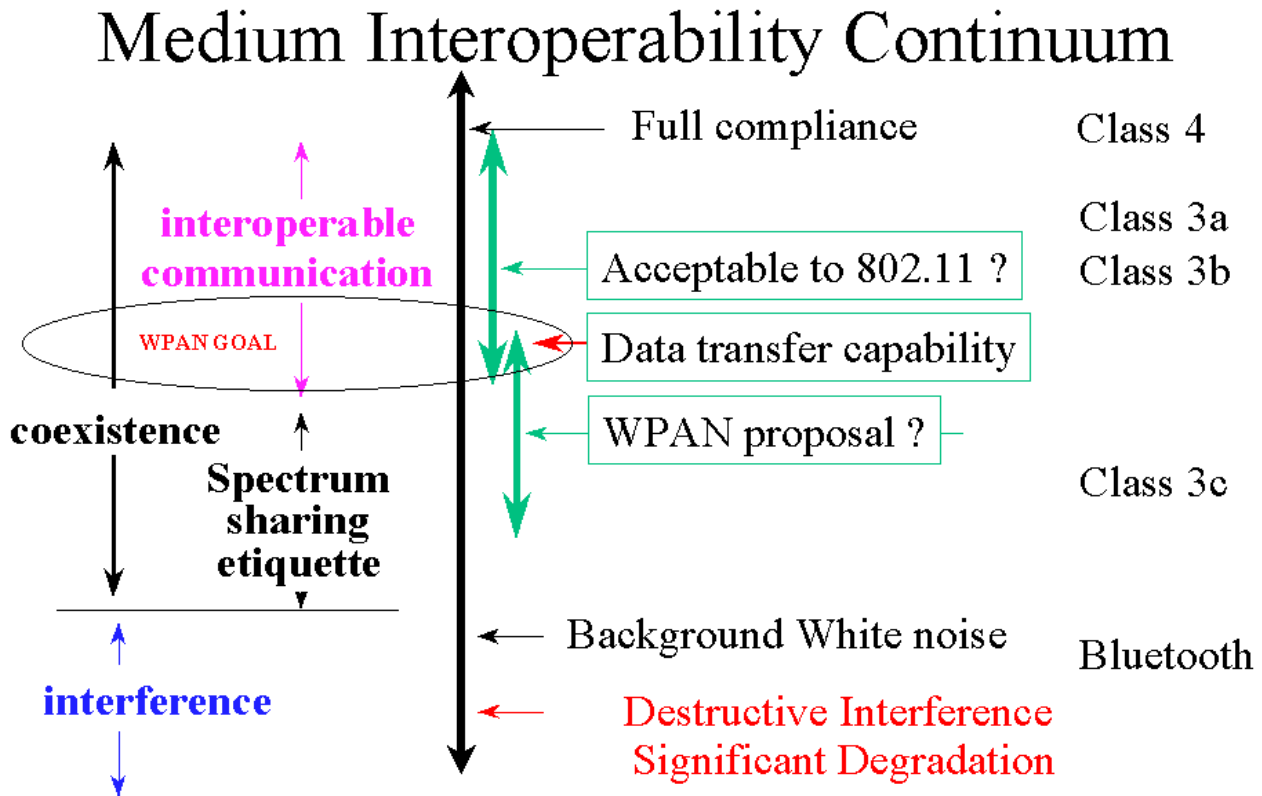 Medium Interoperability Continuum
Full compliance
Class 4
interoperable
communication
Class 3a
Acceptable to 802.11 ?
Class 3b
WPAN GOAL
Data transfer capability
coexistence
WPAN proposal ?
Spectrum
sharing
etiquette
Class 3c
Background White noise
Bluetooth
interference
Destructive Interference
Significant Degradation